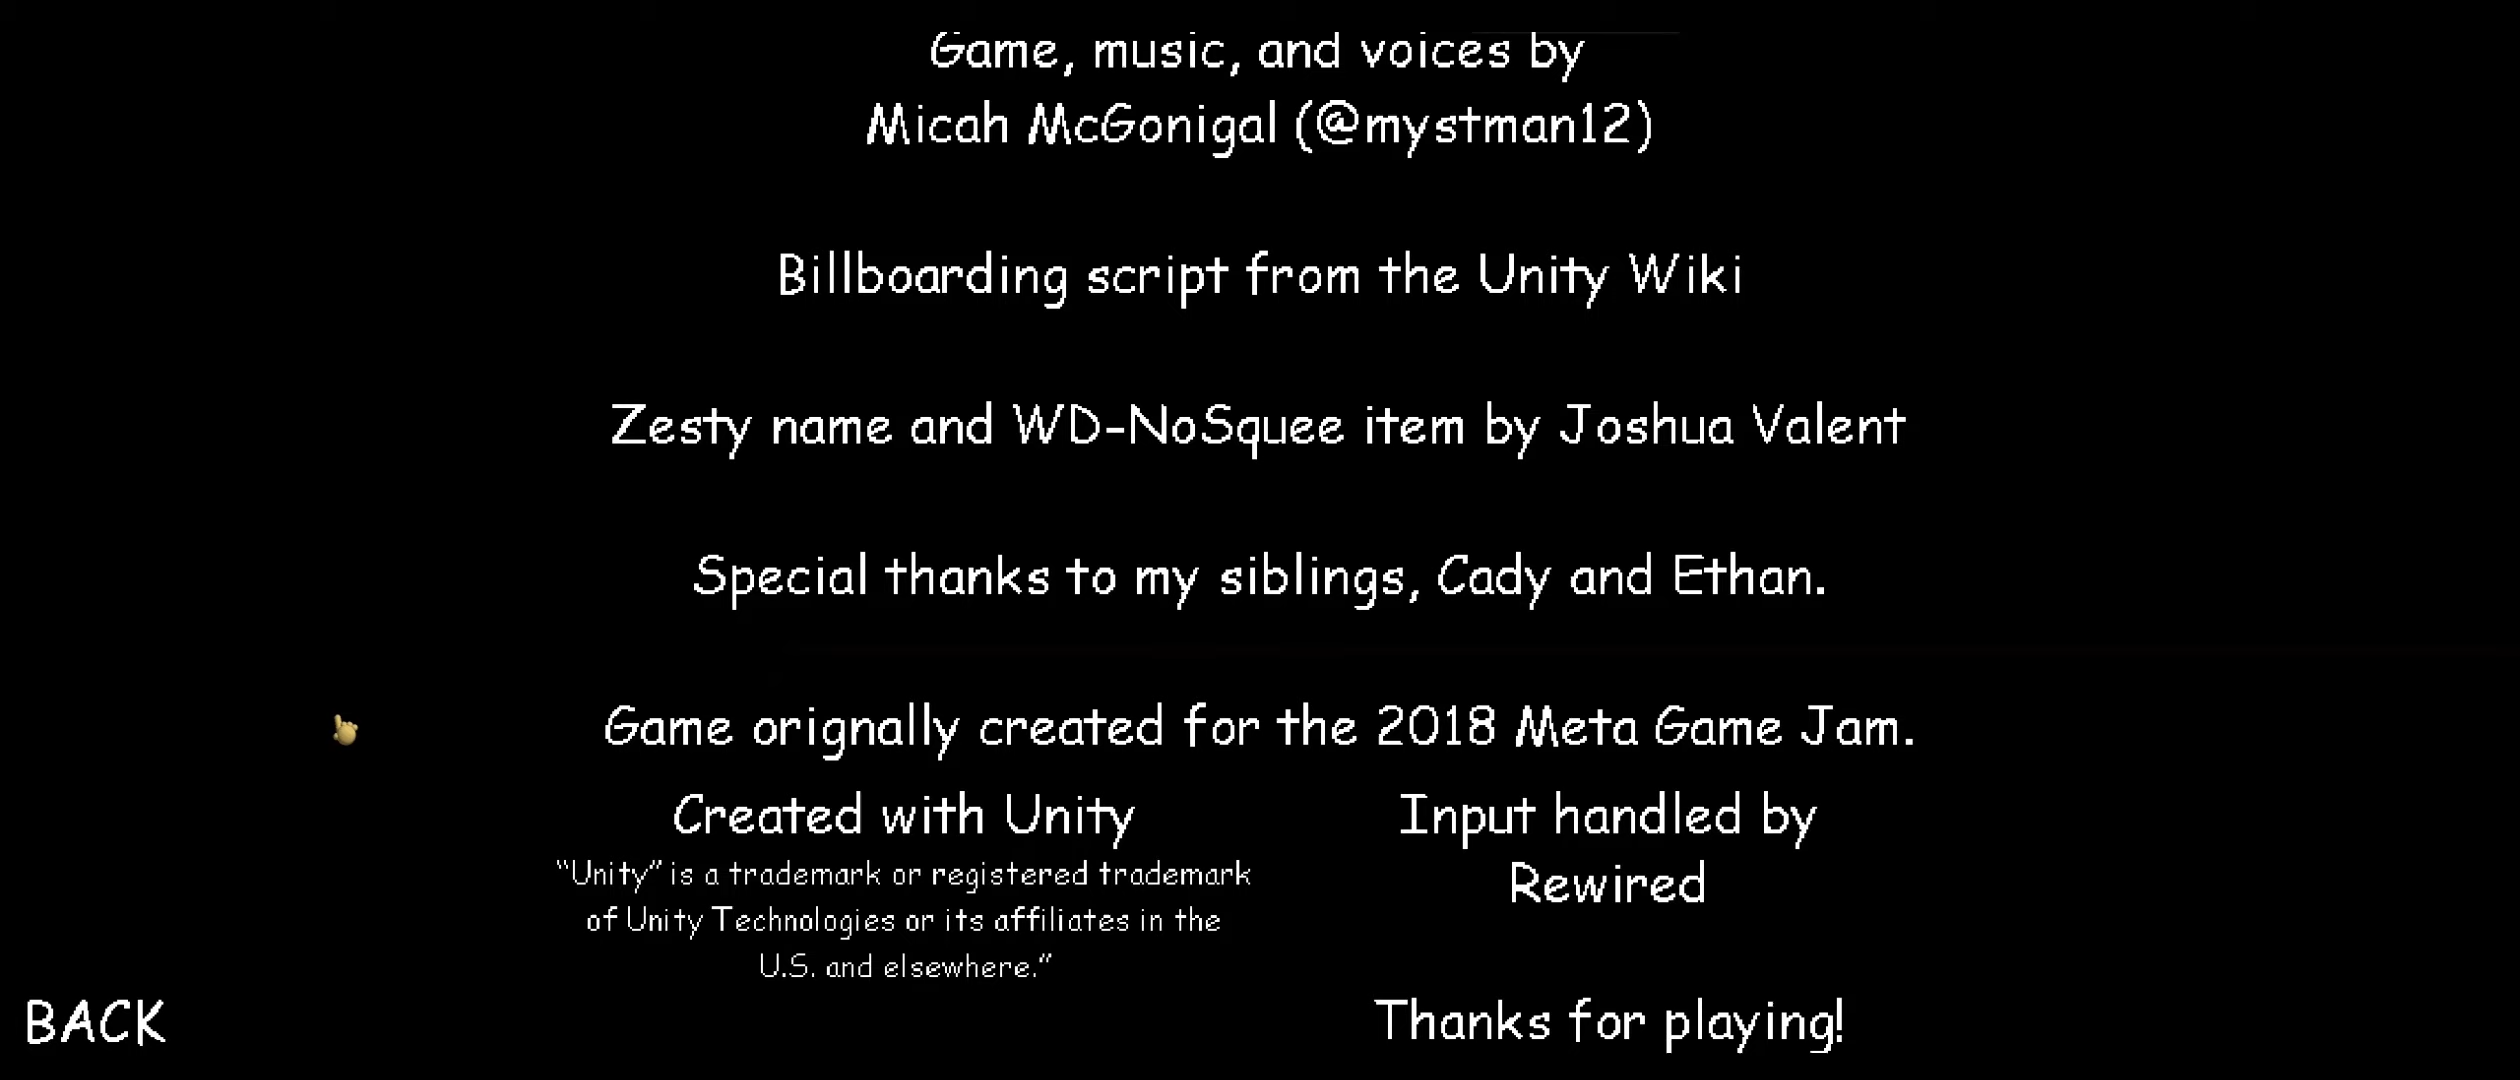 Game, music, and voices by
Micah McGonigal (@mystman12)
Billboarding script from the Unity Wiki
Zesty name and WD-NoSquee item by Joshua Valent
Special thanks to my siblings, Cady and Ethan.
Game orignally created for the 2018 Meta Game Jam.
Created with Unity
"Unity" is a trademark or registered trademark
of Unity Technologies or its affiliates in the
U.S. and elsewhere."
Input handled by
Rewired
Thanks for playing!
BACK